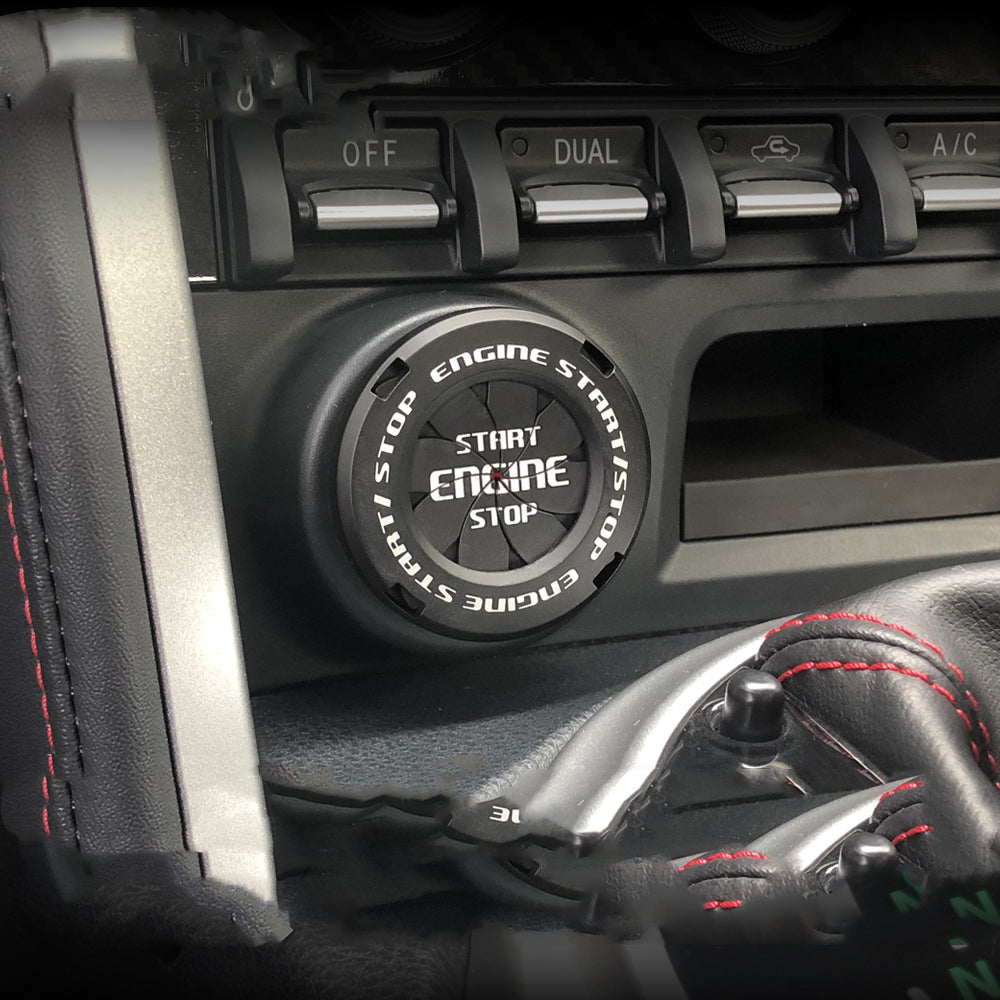 OFF
DUAL
A/C
ENGINE START/STOP
ENGINE START/STOP
START
ENGINE
STOP
N
N
N